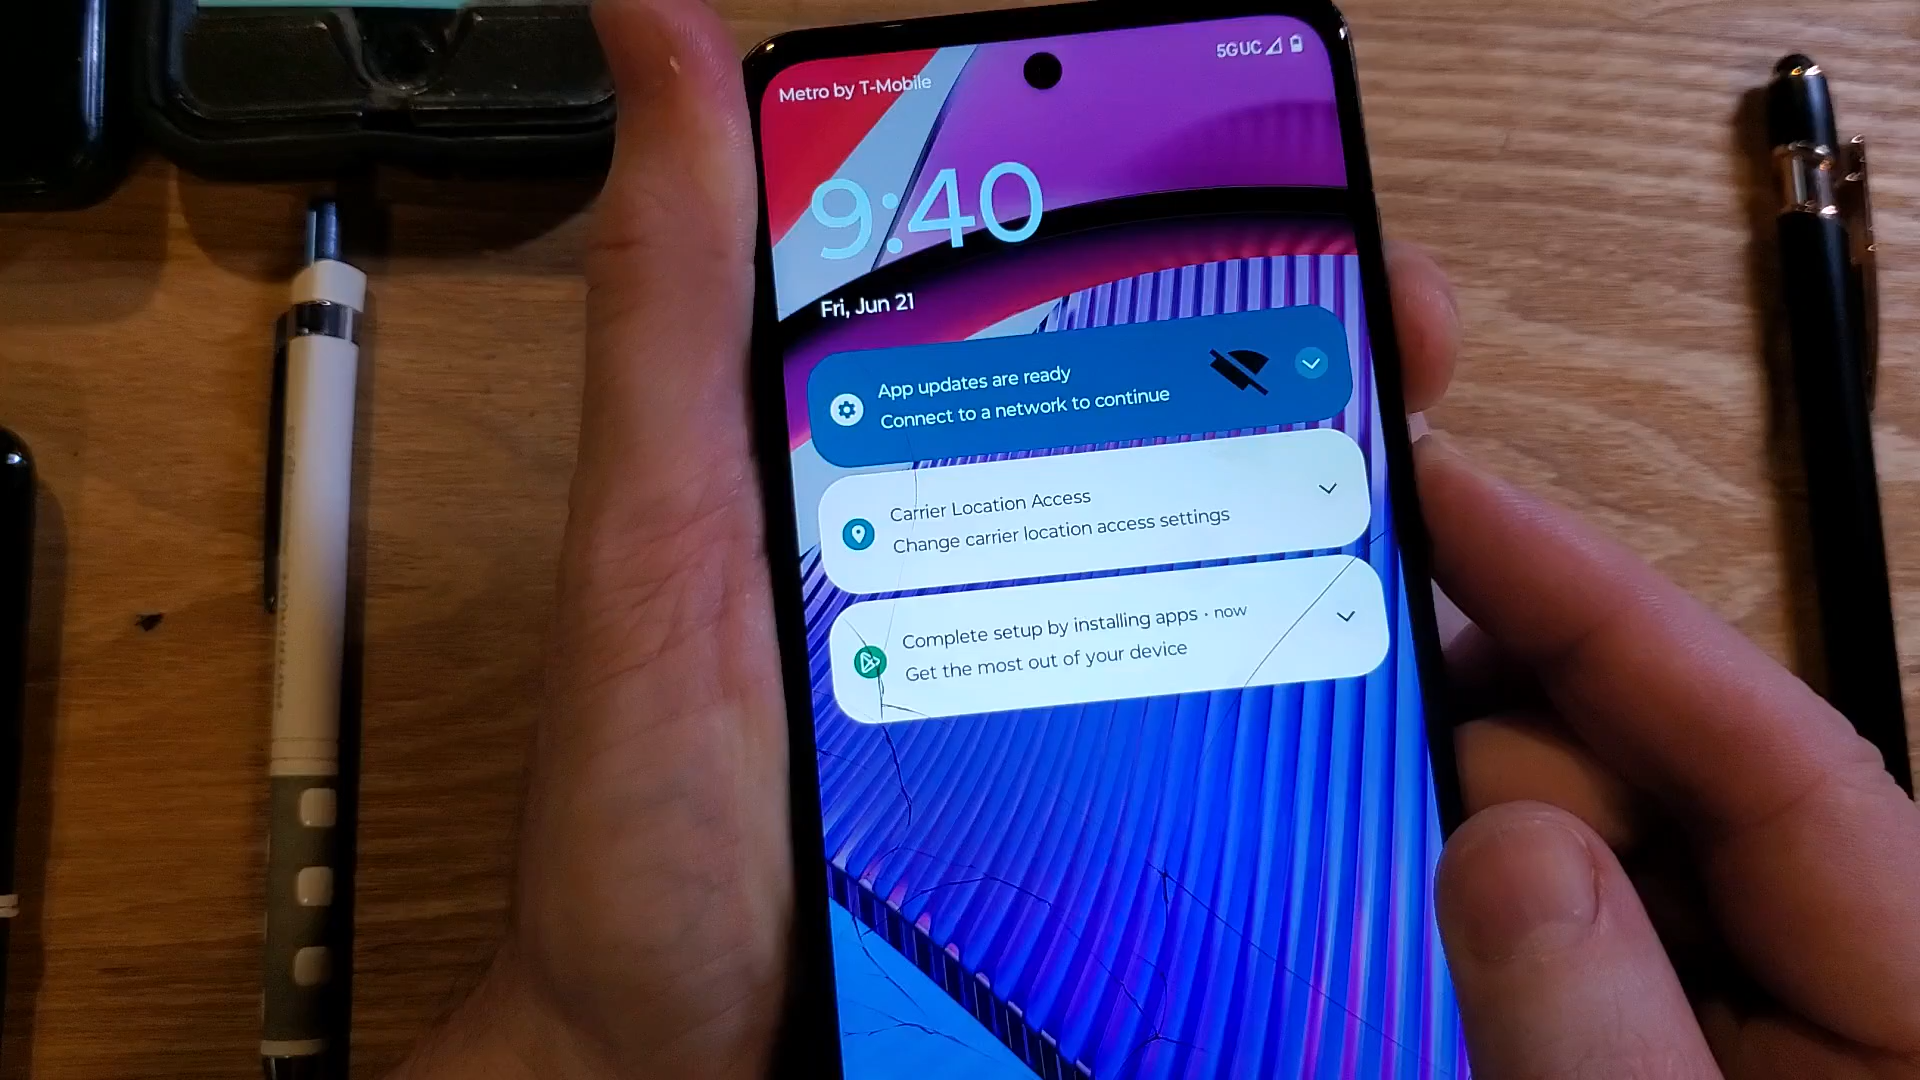 Metro by T-Mobile
5G UC
9:40
Fri, Jun 21
App updates are ready
Connect to a network to continue
Carrier Location Access
Change carrier location access settings
Complete setup by installing apps · now
Get the most out of your device